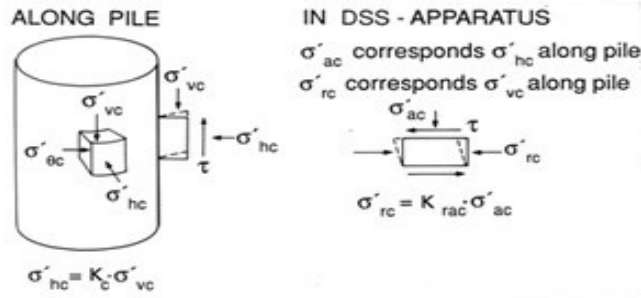 ALONG PILE
σ′vc
σ′vc
σ′θc
σ′hc
τ
σ′hc
σ′hc = Kc·σ′vc
IN DSS - APPARATUS
σ′ac corresponds σ′hc along pile
σ′rc corresponds σ′vc along pile
σ′ac
τ
σ′rc
σ′rc = Krac·σ′ac